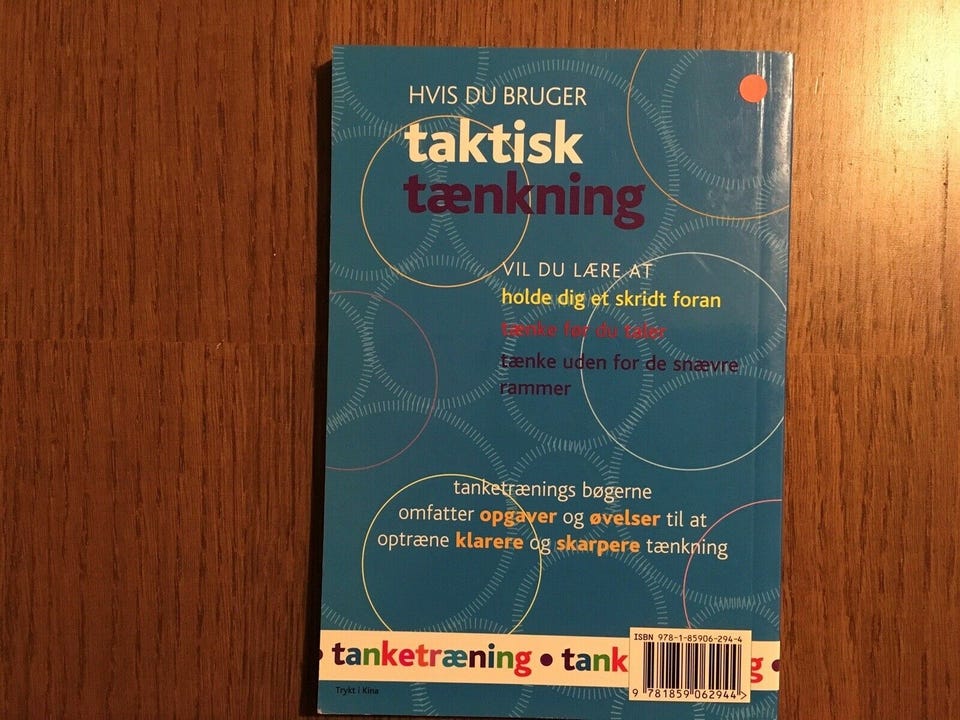 HVIS DU BRUGER
taktisk
tænkning
VIL DU LÆRE AT
holde dig et skridt foran
tænke før du taler
tænke uden for de snævre
rammer
tanketrænings bøgerne
omfatter opgaver og øvelser til at
optræne klarere og skarpere tænkning
ISBN 978-1-85906-294-4
• tanketræning • tank g •
9 781859 062944 >
Trykt i Kina